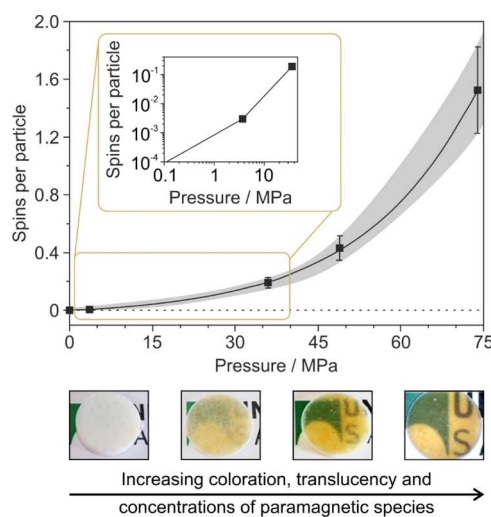 2.0
1.6
1.2
0.8
0.4
0
Spins per particle
10⁻¹
10⁻²
10⁻³
10⁻⁴
Spins per particle
0.1 1 10
Pressure / MPa
0 15 30 45 60 75
Pressure / MPa
N
A
U
S
U
S
Increasing coloration, translucency and
concentrations of paramagnetic species